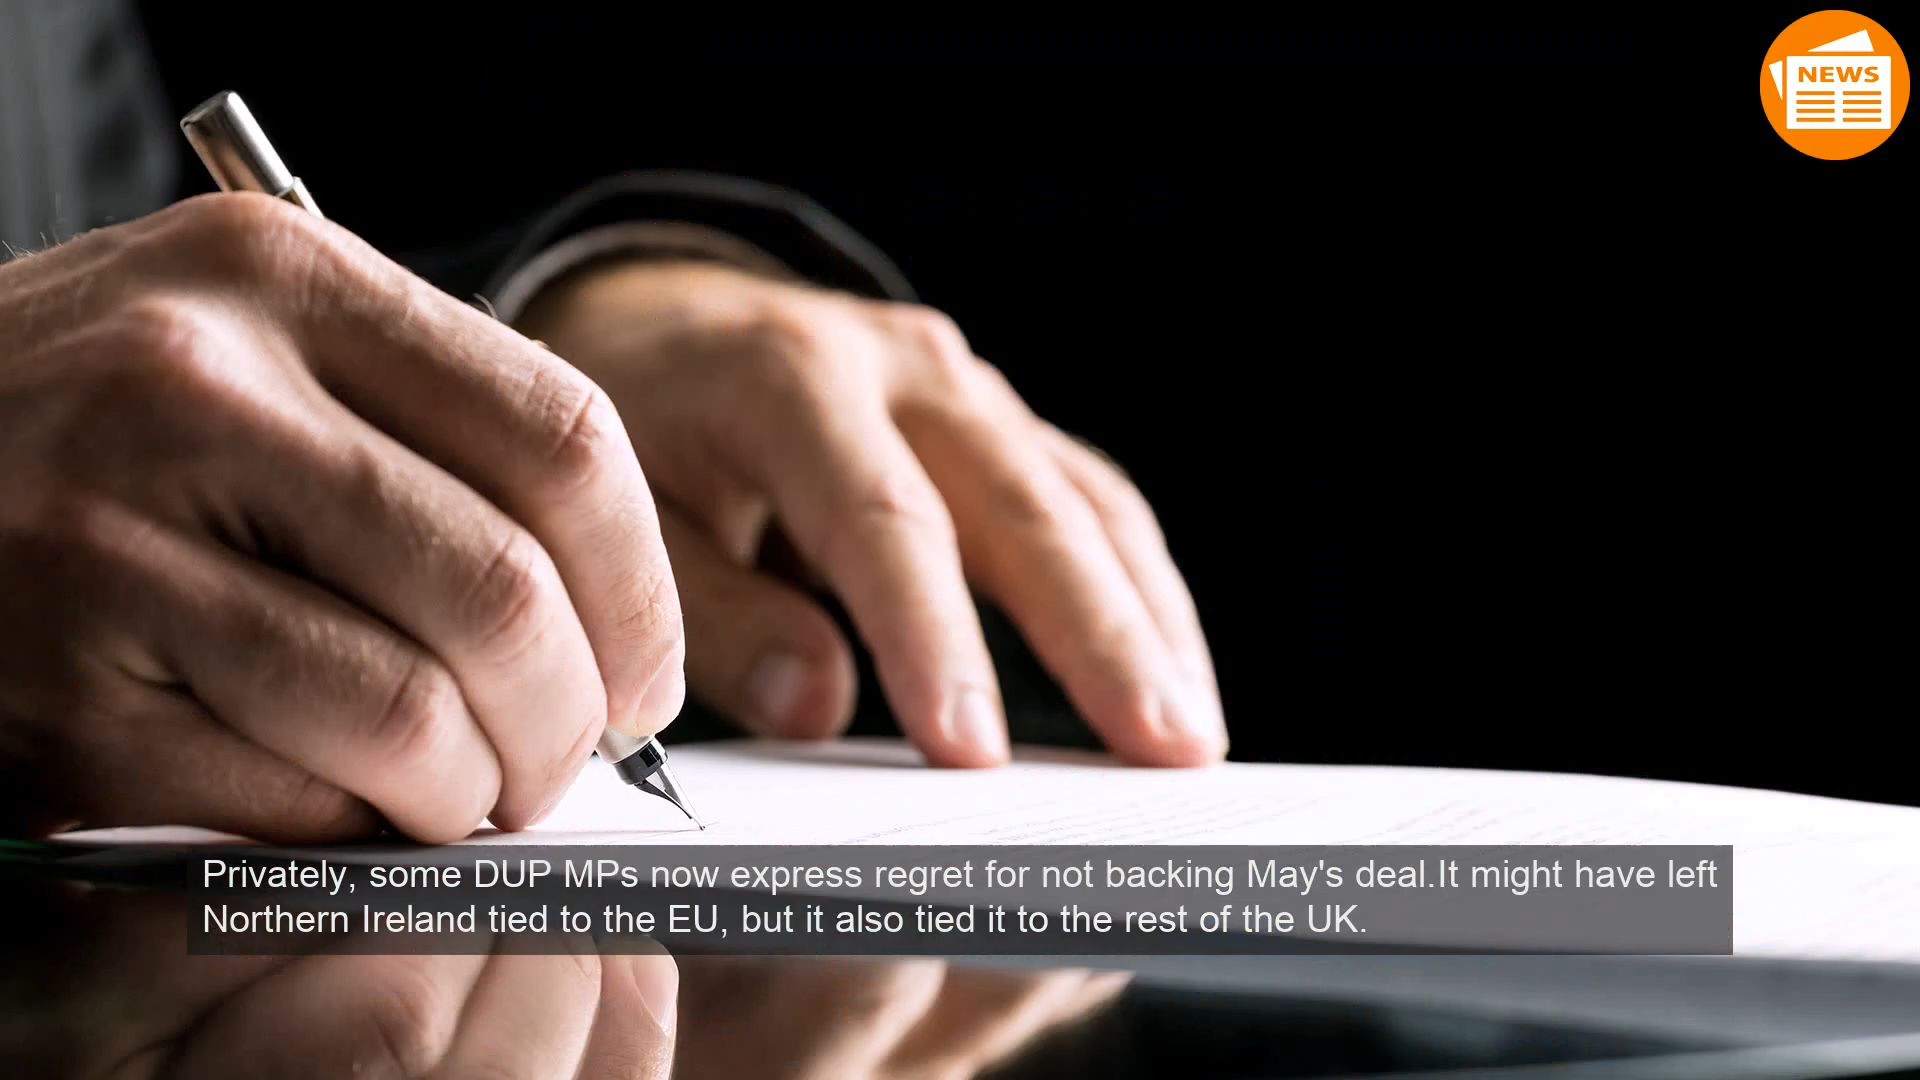 NEWS
Privately, some DUP MPs now express regret for not backing May's deal.It might have left
Northern Ireland tied to the EU, but it also tied it to the rest of the UK.